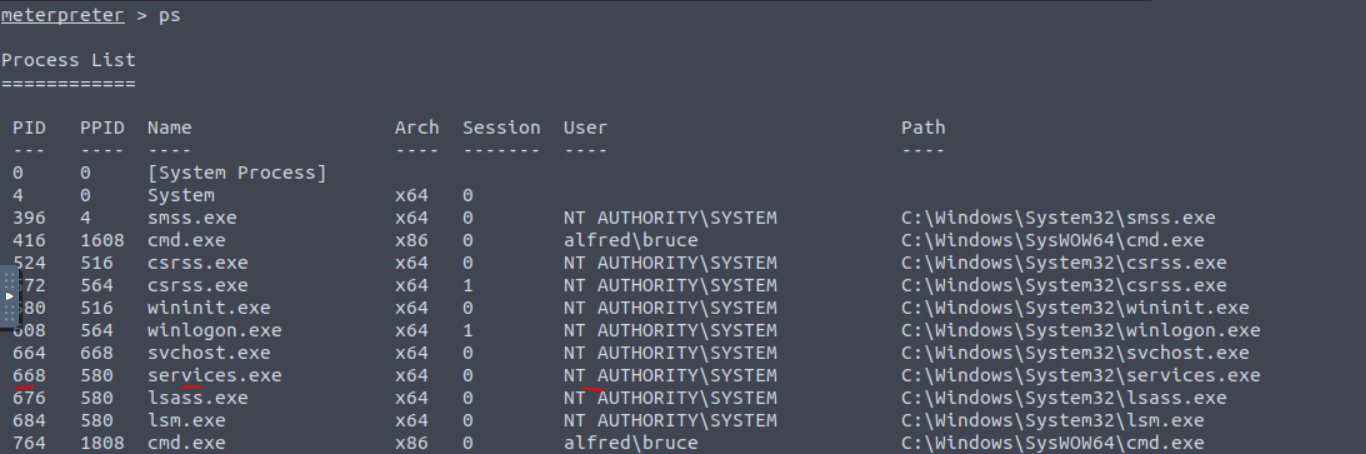 meterpreter > ps
Process List
============
PID PPID Name Arch Session User Path
--- ---- ---- ---- ------- ---- ----
0 0 [System Process]
4 0 System x64 0
396 4 smss.exe x64 0 NT AUTHORITY\SYSTEM C:\Windows\System32\smss.exe
416 1608 cmd.exe x86 0 alfred\bruce C:\Windows\SysWOW64\cmd.exe
524 516 csrss.exe x64 0 NT AUTHORITY\SYSTEM C:\Windows\System32\csrss.exe
572 564 csrss.exe x64 1 NT AUTHORITY\SYSTEM C:\Windows\System32\csrss.exe
580 516 wininit.exe x64 0 NT AUTHORITY\SYSTEM C:\Windows\System32\wininit.exe
608 564 winlogon.exe x64 1 NT AUTHORITY\SYSTEM C:\Windows\System32\winlogon.exe
664 668 svchost.exe x64 0 NT AUTHORITY\SYSTEM C:\Windows\System32\svchost.exe
668 580 services.exe x64 0 NT AUTHORITY\SYSTEM C:\Windows\System32\services.exe
676 580 lsass.exe x64 0 NT AUTHORITY\SYSTEM C:\Windows\System32\lsass.exe
684 580 lsm.exe x64 0 NT AUTHORITY\SYSTEM C:\Windows\System32\lsm.exe
764 1808 cmd.exe x86 0 alfred\bruce C:\Windows\SysWOW64\cmd.exe